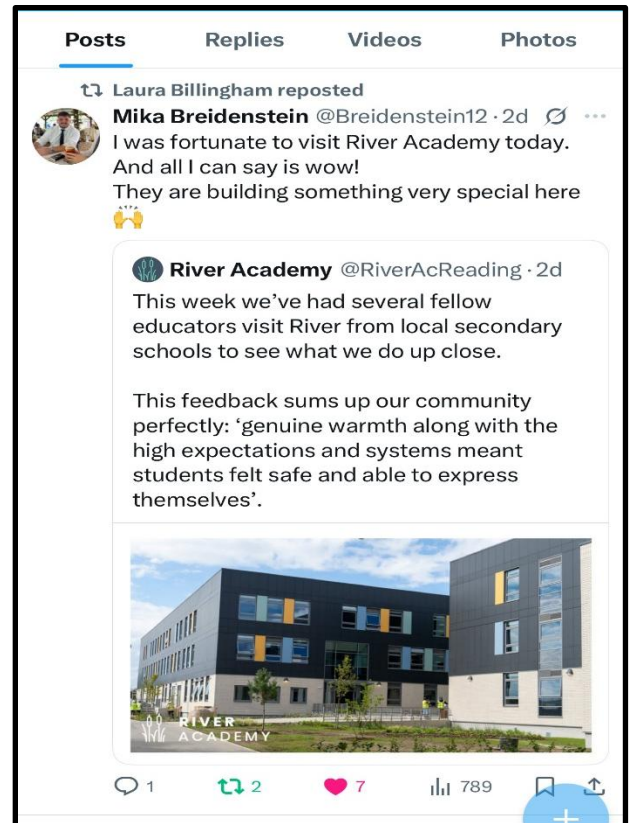 Posts Replies Videos Photos
Laura Billingham reposted
Mika Breidenstein @Breidenstein12 · 2d
I was fortunate to visit River Academy today.
And all I can say is wow!
They are building something very special here
🙌
River Academy @RiverAcReading · 2d
This week we’ve had several fellow
educators visit River from local secondary
schools to see what we do up close.
This feedback sums up our community
perfectly: ‘genuine warmth along with the
high expectations and systems meant
students felt safe and able to express
themselves’.
RIVER
ACADEMY
1 2 7 789